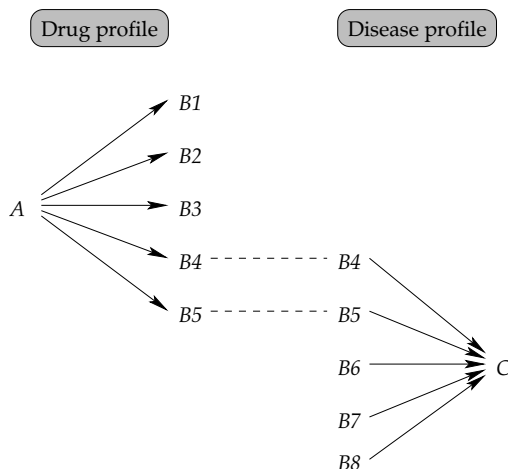 Drug profile
Disease profile
B1
B2
B3
A
B4
B4
B5
B5
B6
C
B7
B8